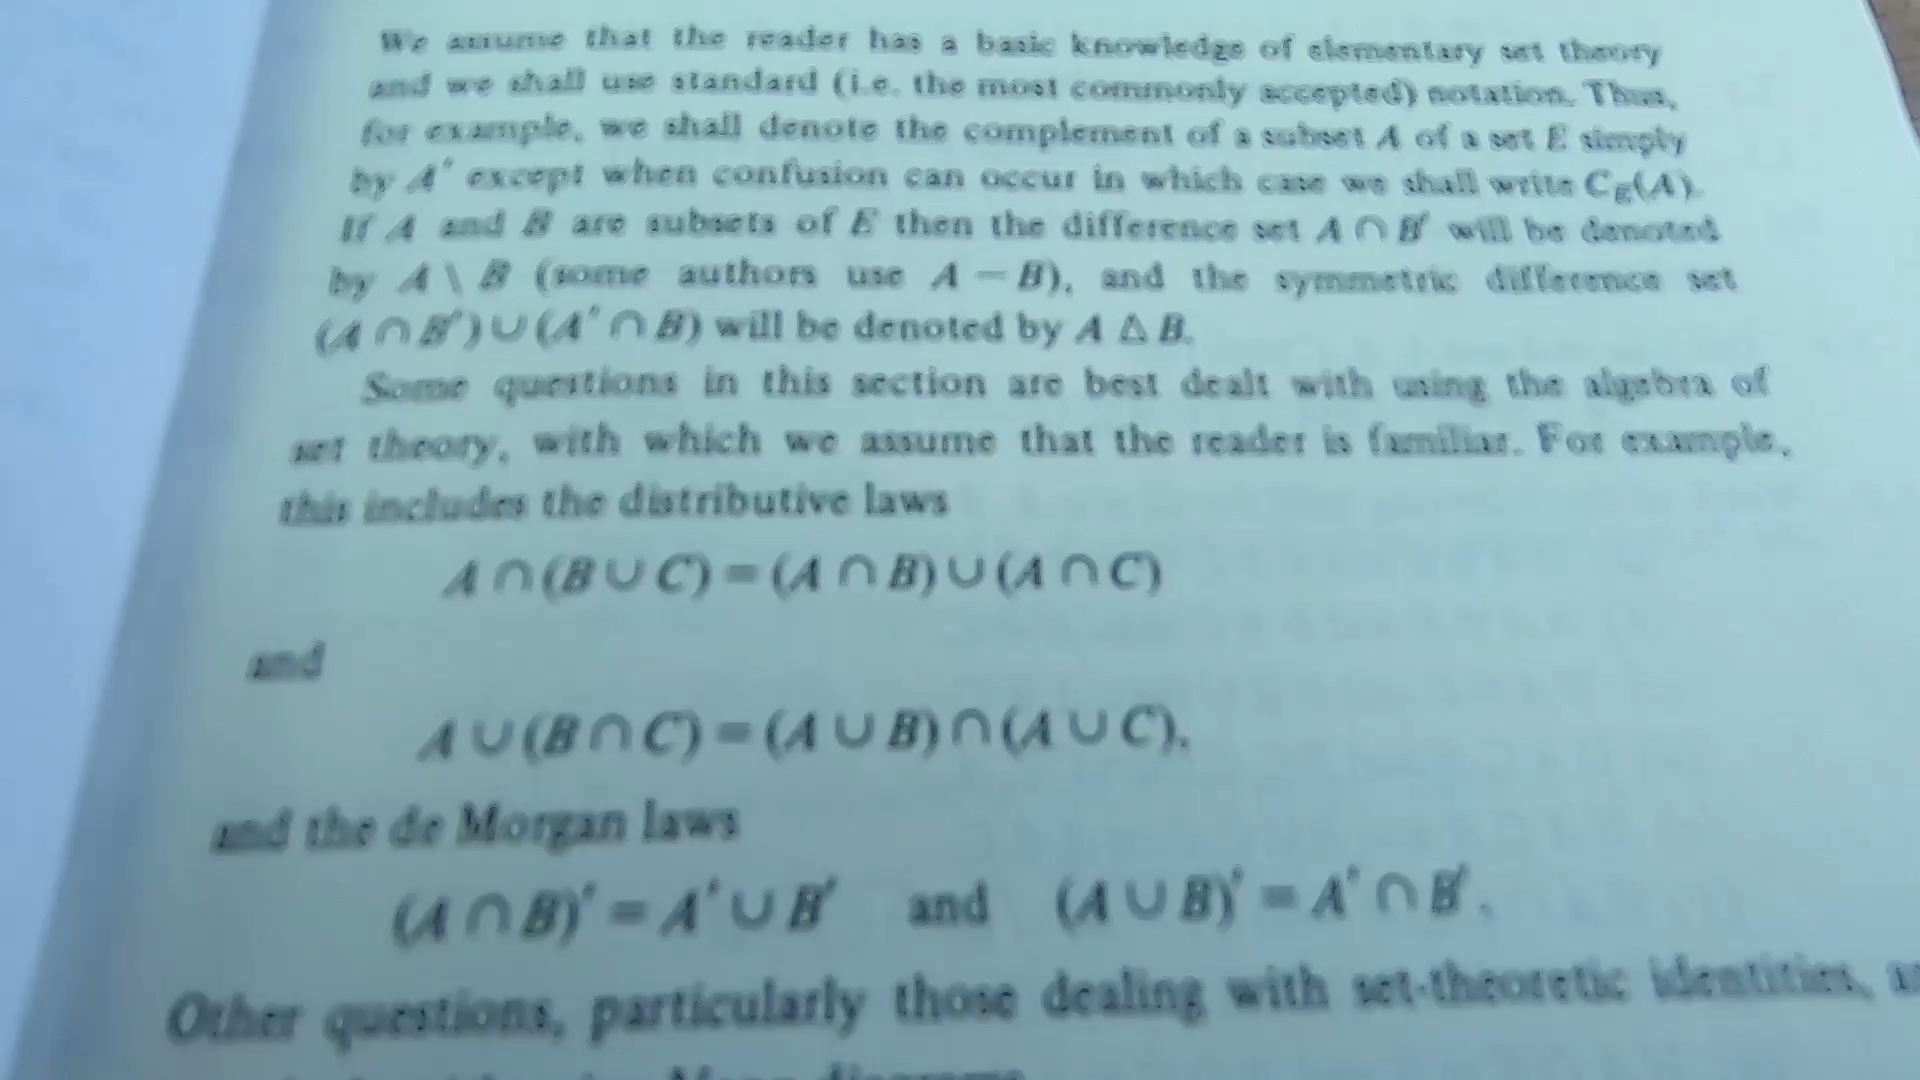 We assume that the reader has a basic knowledge of elementary set theory
and we shall use standard (i.e. the most commonly accepted) notation. Thus,
for example, we shall denote the complement of a subset A of a set E simply
by A′ except when confusion can occur in which case we shall write C_E(A).
If A and B are subsets of E then the difference set A ∩ B′ will be denoted
by A \ B (some authors use A − B), and the symmetric difference set
(A ∩ B′) ∪ (A′ ∩ B) will be denoted by A △ B.
Some questions in this section are best dealt with using the algebra of
set theory, with which we assume that the reader is familiar. For example,
this includes the distributive laws
A ∩ (B ∪ C) = (A ∩ B) ∪ (A ∩ C)
and
A ∪ (B ∩ C) = (A ∪ B) ∩ (A ∪ C),
and the de Morgan laws
(A ∩ B)′ = A′ ∪ B′ and (A ∪ B)′ = A′ ∩ B′.
Other questions, particularly those dealing with set-theoretic identities,